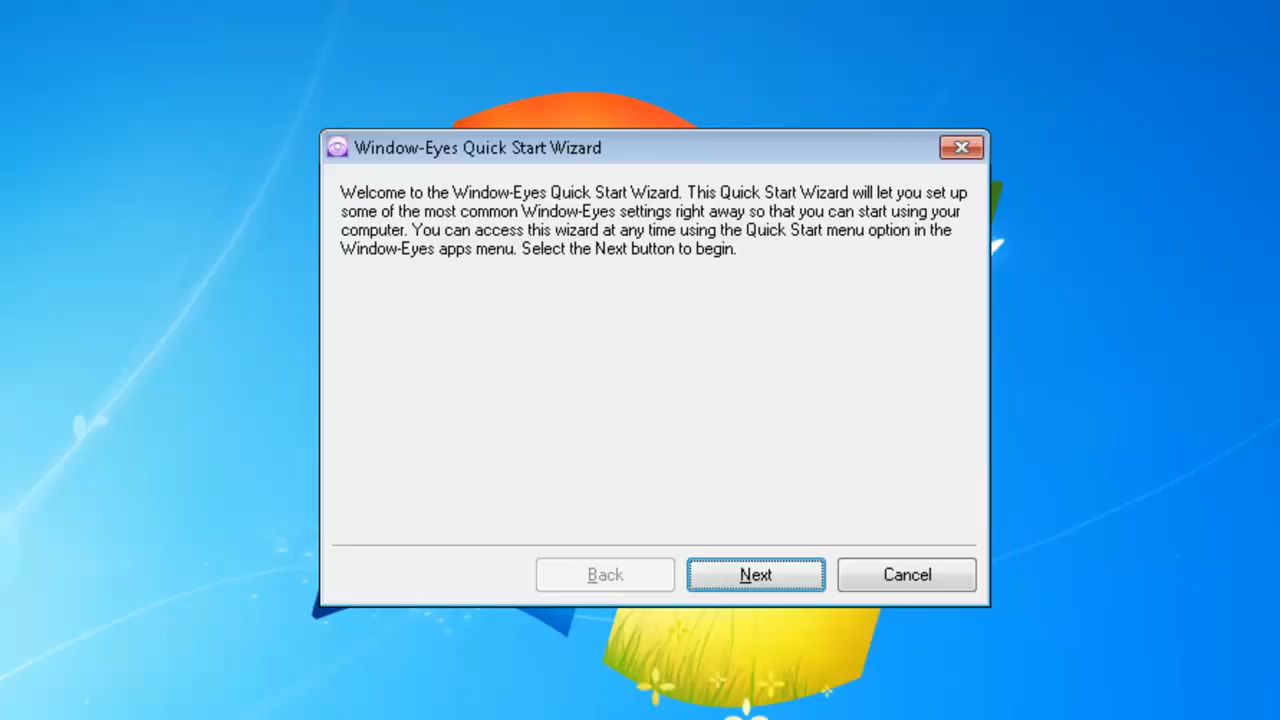 Window-Eyes Quick Start Wizard
Welcome to the Window-Eyes Quick Start Wizard. This Quick Start Wizard will let you set up
some of the most common Window-Eyes settings right away so that you can start using your
computer. You can access this wizard at any time using the Quick Start menu option in the
Window-Eyes apps menu. Select the Next button to begin.
Back Next Cancel